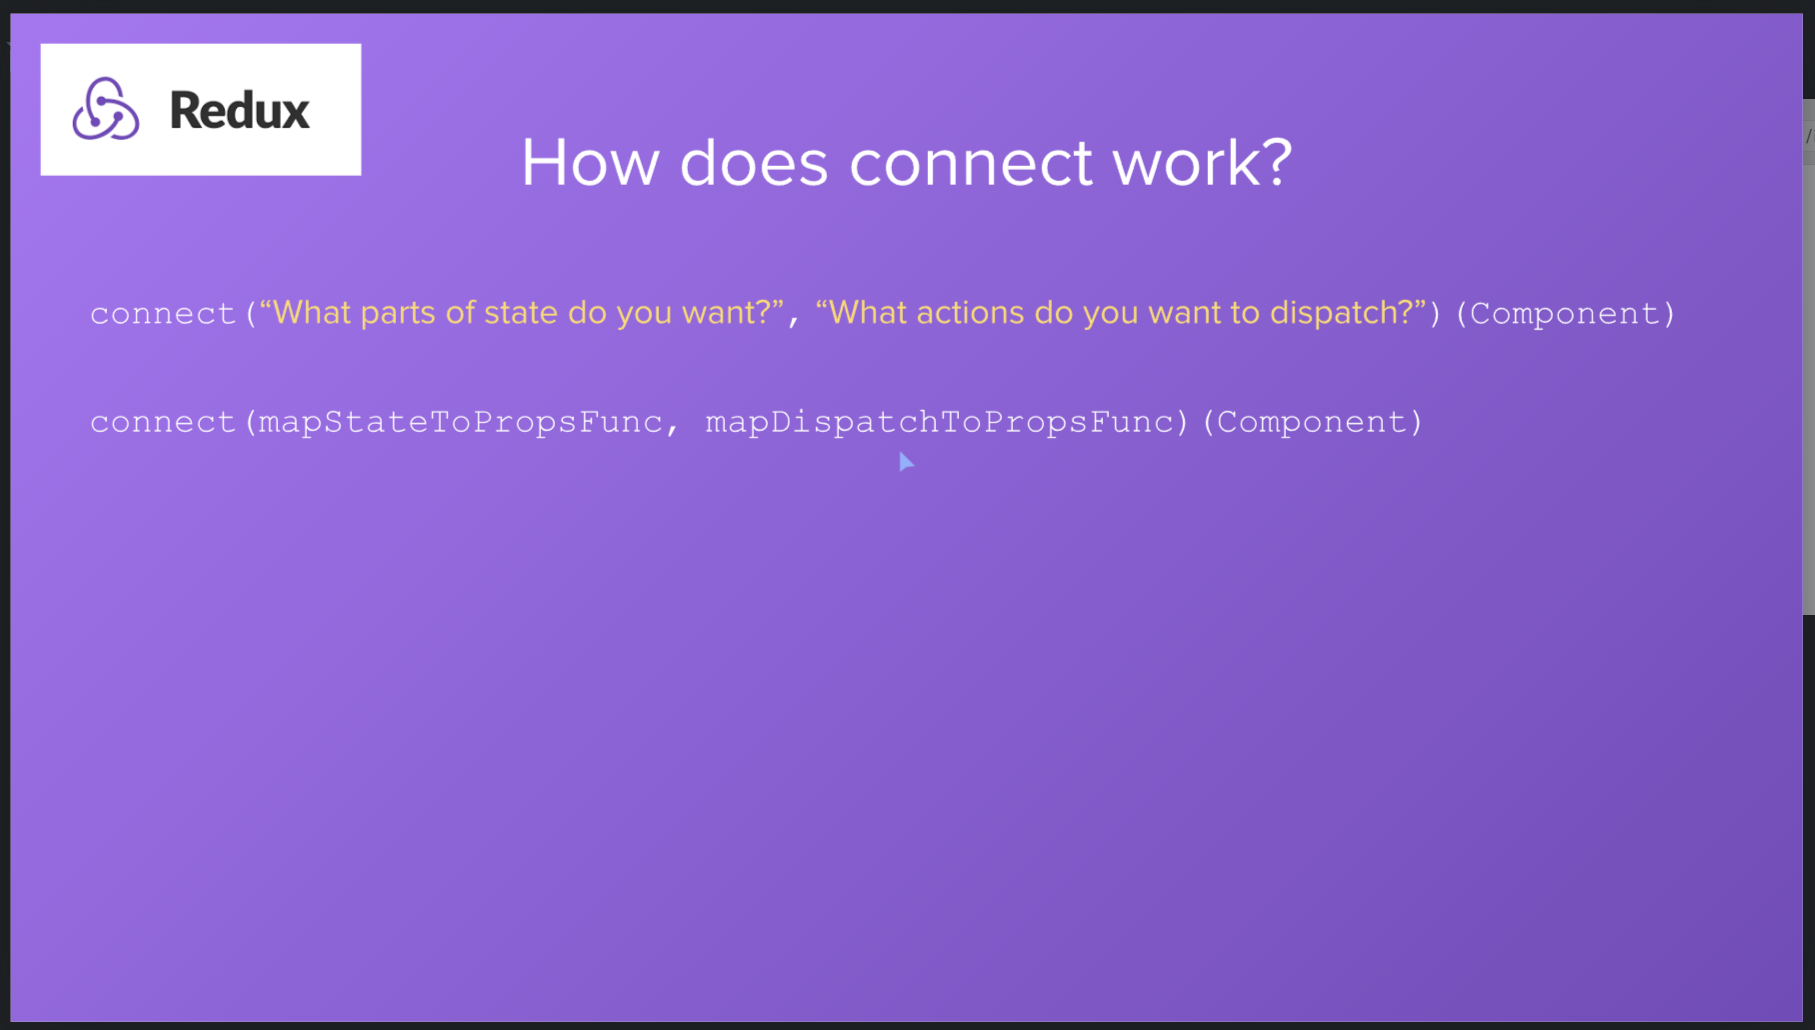 Redux
How does connect work?
connect(“What parts of state do you want?”, “What actions do you want to dispatch?”)(Component)
connect(mapStateToPropsFunc, mapDispatchToPropsFunc)(Component)